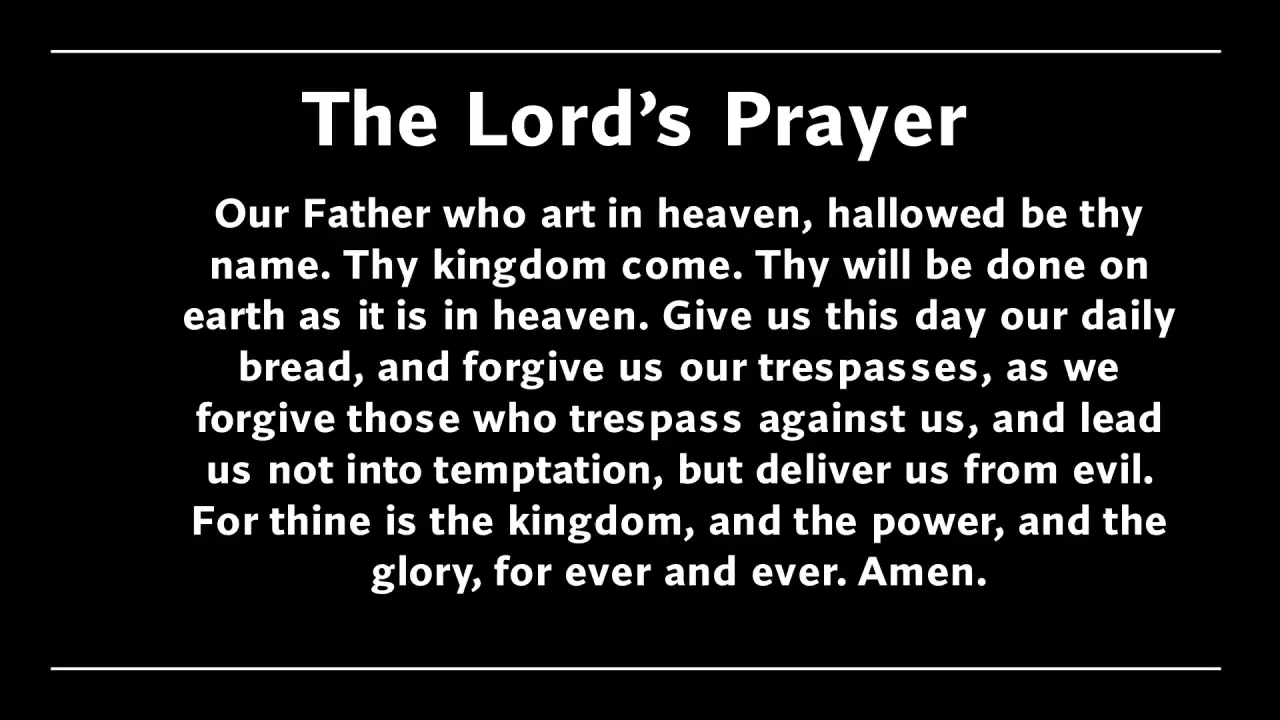 The Lord’s Prayer
Our Father who art in heaven, hallowed be thy
name. Thy kingdom come. Thy will be done on
earth as it is in heaven. Give us this day our daily
bread, and forgive us our trespasses, as we
forgive those who trespass against us, and lead
us not into temptation, but deliver us from evil.
For thine is the kingdom, and the power, and the
glory, for ever and ever. Amen.